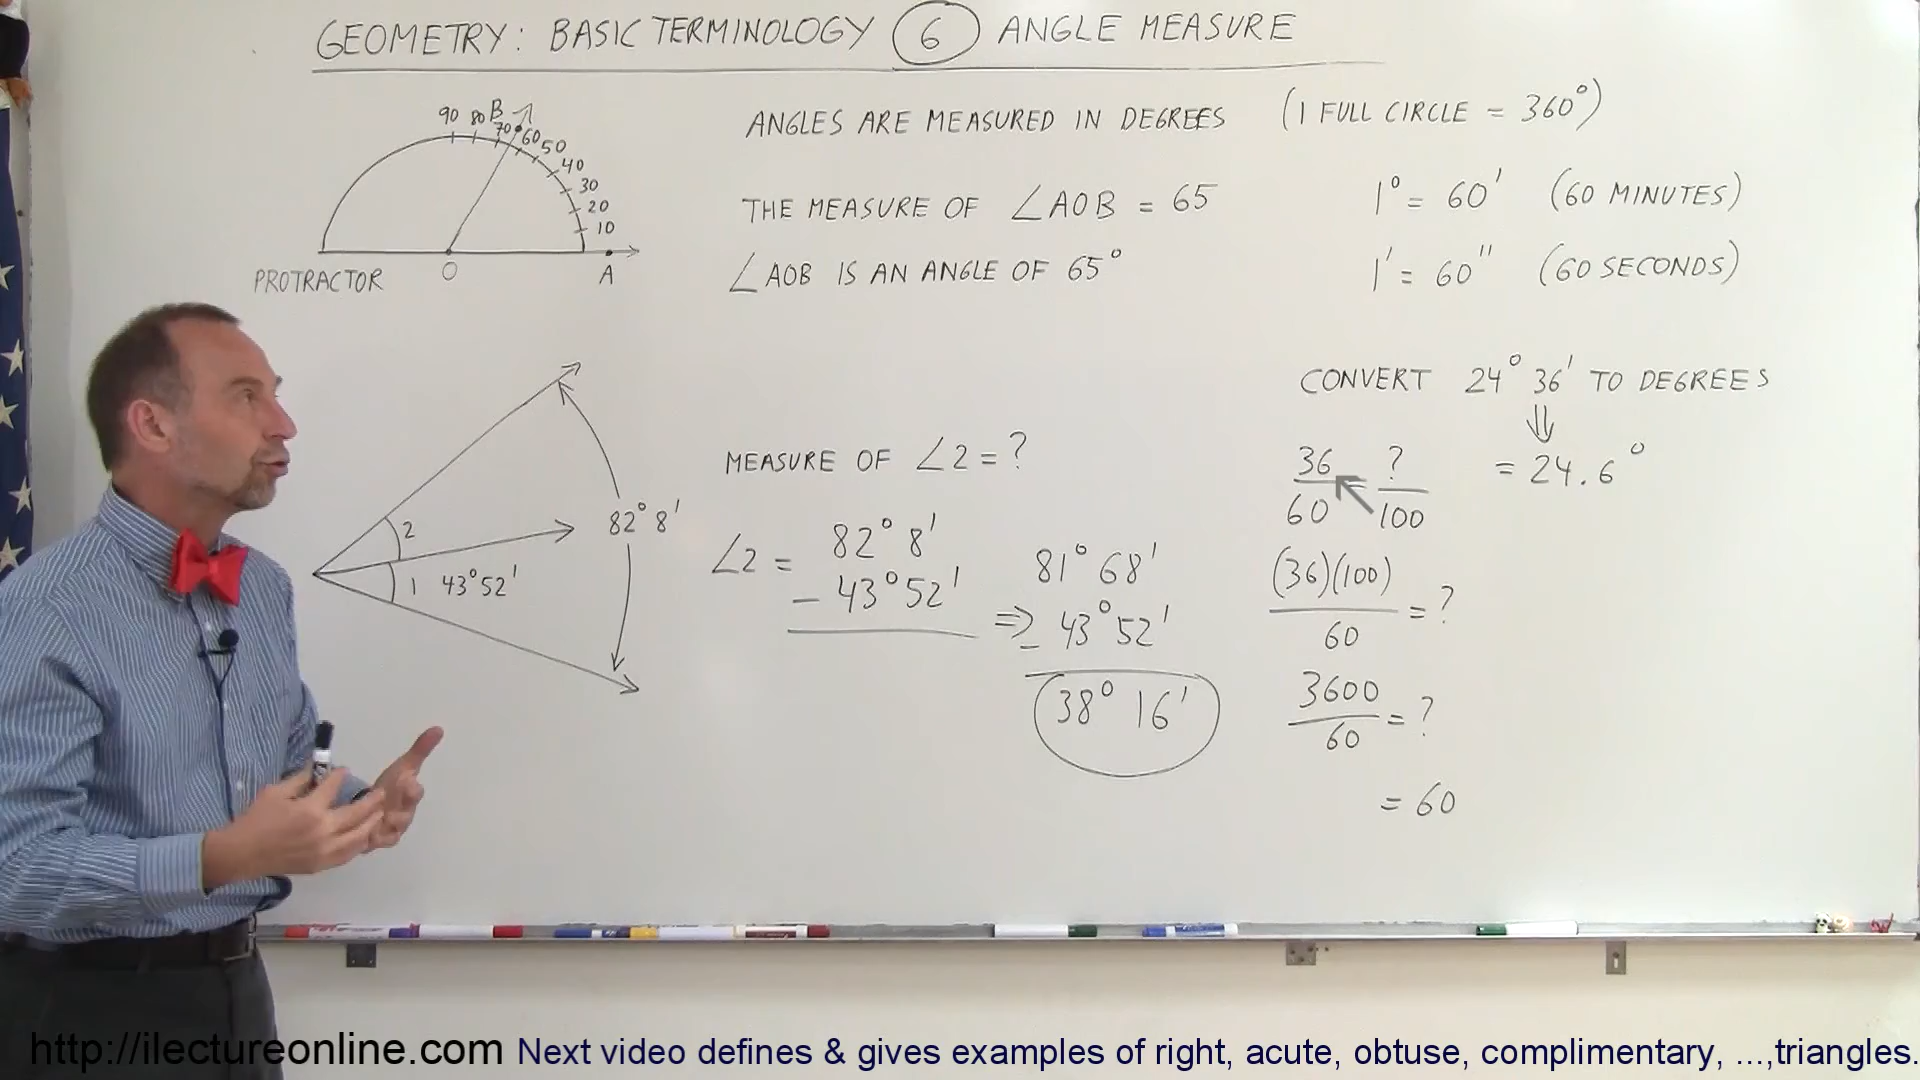 GEOMETRY: BASIC TERMINOLOGY 6 ANGLE MEASURE
90 80 B 70 60 50 40 30 20 10
PROTRACTOR O A
ANGLES ARE MEASURED IN DEGREES (1 FULL CIRCLE = 360°)
THE MEASURE OF ∠AOB = 65
∠AOB IS AN ANGLE OF 65°
1° = 60' (60 MINUTES)
1' = 60" (60 SECONDS)
2
1 43°52'
82°8'
MEASURE OF ∠2 = ?
∠2 = 82° 8'
- 43°52'
⇒ 81° 68'
- 43°52'
38° 16'
CONVERT 24° 36' TO DEGREES
⇓
= 24.6°
36/60 = ?/100
(36)(100)/60 = ?
3600/60 = ?
= 60
http://ilectureonline.com Next video defines & gives examples of right, acute, obtuse, complimentary, ...,triangles.